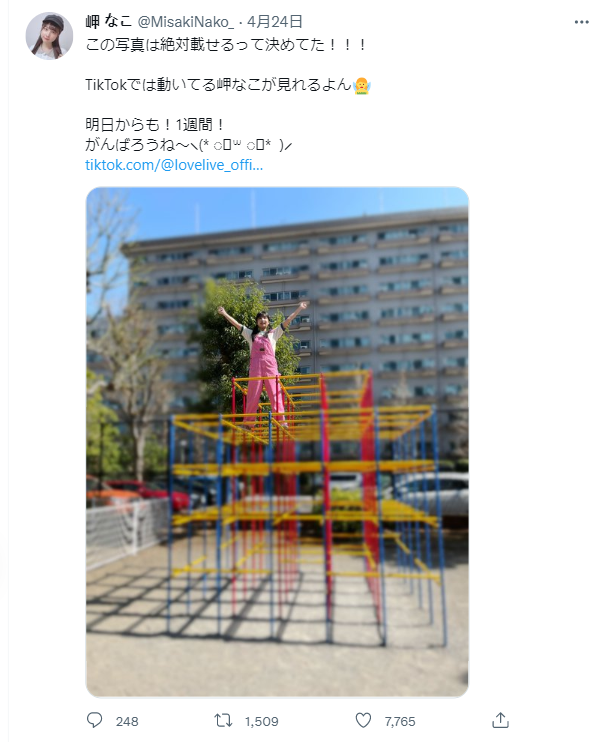 岬 なこ @MisakiNako_ · 4月24日
この写真は絶対載せるって決めてた！！！
TikTokでは動いてる岬なこが見れるよん🙆
明日からも！1週間！
がんばろうね〜ヽ(* ॑꒳ ॑* )ﾉ
tiktok.com/@lovelive_offi...
248 1,509 7,765